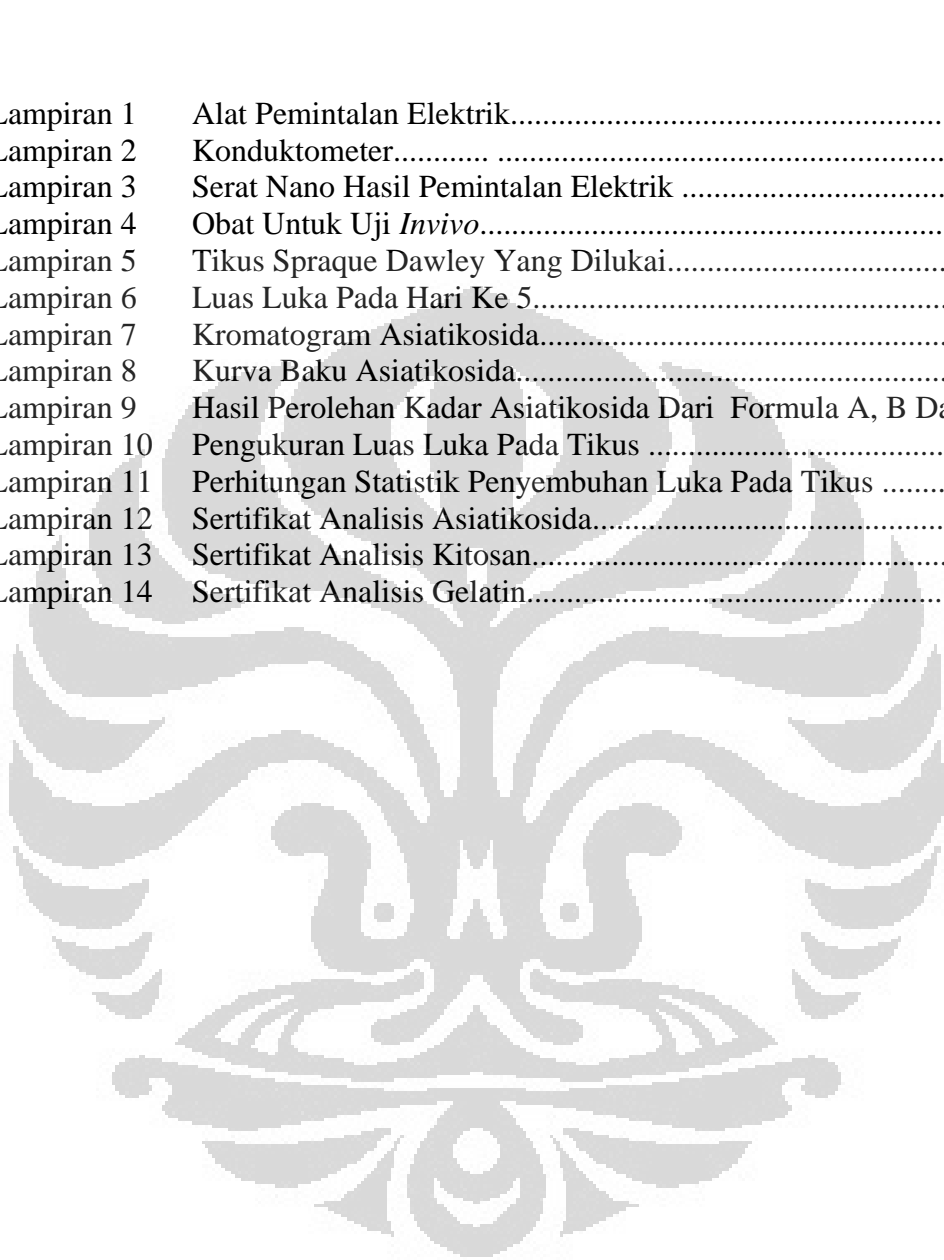 Lampiran 1 Alat Pemintalan Elektrik..................................................
Lampiran 2 Konduktometer............ ..................................................
Lampiran 3 Serat Nano Hasil Pemintalan Elektrik ..............................
Lampiran 4 Obat Untuk Uji Invivo......................................................
Lampiran 5 Tikus Spraque Dawley Yang Dilukai................................
Lampiran 6 Luas Luka Pada Hari Ke 5................................................
Lampiran 7 Kromatogram Asiatikosida................................................
Lampiran 8 Kurva Baku Asiatikosida..................................................
Lampiran 9 Hasil Perolehan Kadar Asiatikosida Dari Formula A, B
Lampiran 10 Pengukuran Luas Luka Pada Tikus ..................................
Lampiran 11 Perhitungan Statistik Penyembuhan Luka Pada Tikus ........
Lampiran 12 Sertifikat Analisis Asiatikosida..........................................
Lampiran 13 Sertifikat Analisis Kitosan.................................................
Lampiran 14 Sertifikat Analisis Gelatin..................................................